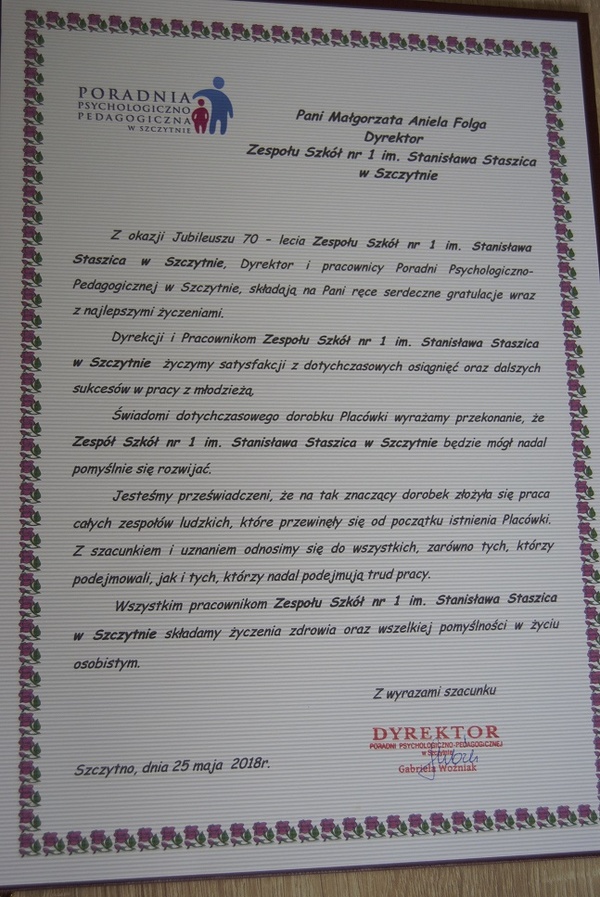 PORADNIA
PSYCHOLOGICZNO
PEDAGOGICZNA
W SZCZYTNIE
Pani Małgorzata Aniela Folga
Dyrektor
Zespołu Szkół nr 1 im. Stanisława Staszica
w Szczytnie
Z okazji Jubileuszu 70 - lecia Zespołu Szkół nr 1 im. Stanisława
Staszica w Szczytnie, Dyrektor i pracownicy Poradni Psychologiczno-
Pedagogicznej w Szczytnie, składają na Pani ręce serdeczne gratulacje wraz
z najlepszymi życzeniami.
Dyrekcji i Pracownikom Zespołu Szkół nr 1 im. Stanisława Staszica
w Szczytnie życzymy satysfakcji z dotychczasowych osiągnięć oraz dalszych
sukcesów w pracy z młodzieżą,
Świadomi dotychczasowego dorobku Placówki wyrażamy przekonanie, że
Zespół Szkół nr 1 im. Stanisława Staszica w Szczytnie będzie mógł nadal
pomyślnie się rozwijać.
Jesteśmy przeświadczeni, że na tak znaczący dorobek złożyła się praca
całych zespołów ludzkich, które przewinęły się od początku istnienia Placówki.
Z szacunkiem i uznaniem odnosimy się do wszystkich, zarówno tych, którzy
podejmowali, jak i tych, którzy nadal podejmują trud pracy.
Wszystkim pracownikom Zespołu Szkół nr 1 im. Stanisława Staszica
w Szczytnie składamy życzenia zdrowia oraz wszelkiej pomyślności w życiu
osobistym.
Z wyrazami szacunku
DYREKTOR
PORADNI PSYCHOLOGICZNO-PEDAGOGICZNEJ
w Szczytnie
Gabriela Woźniak
Szczytno, dnia 25 maja 2018r.